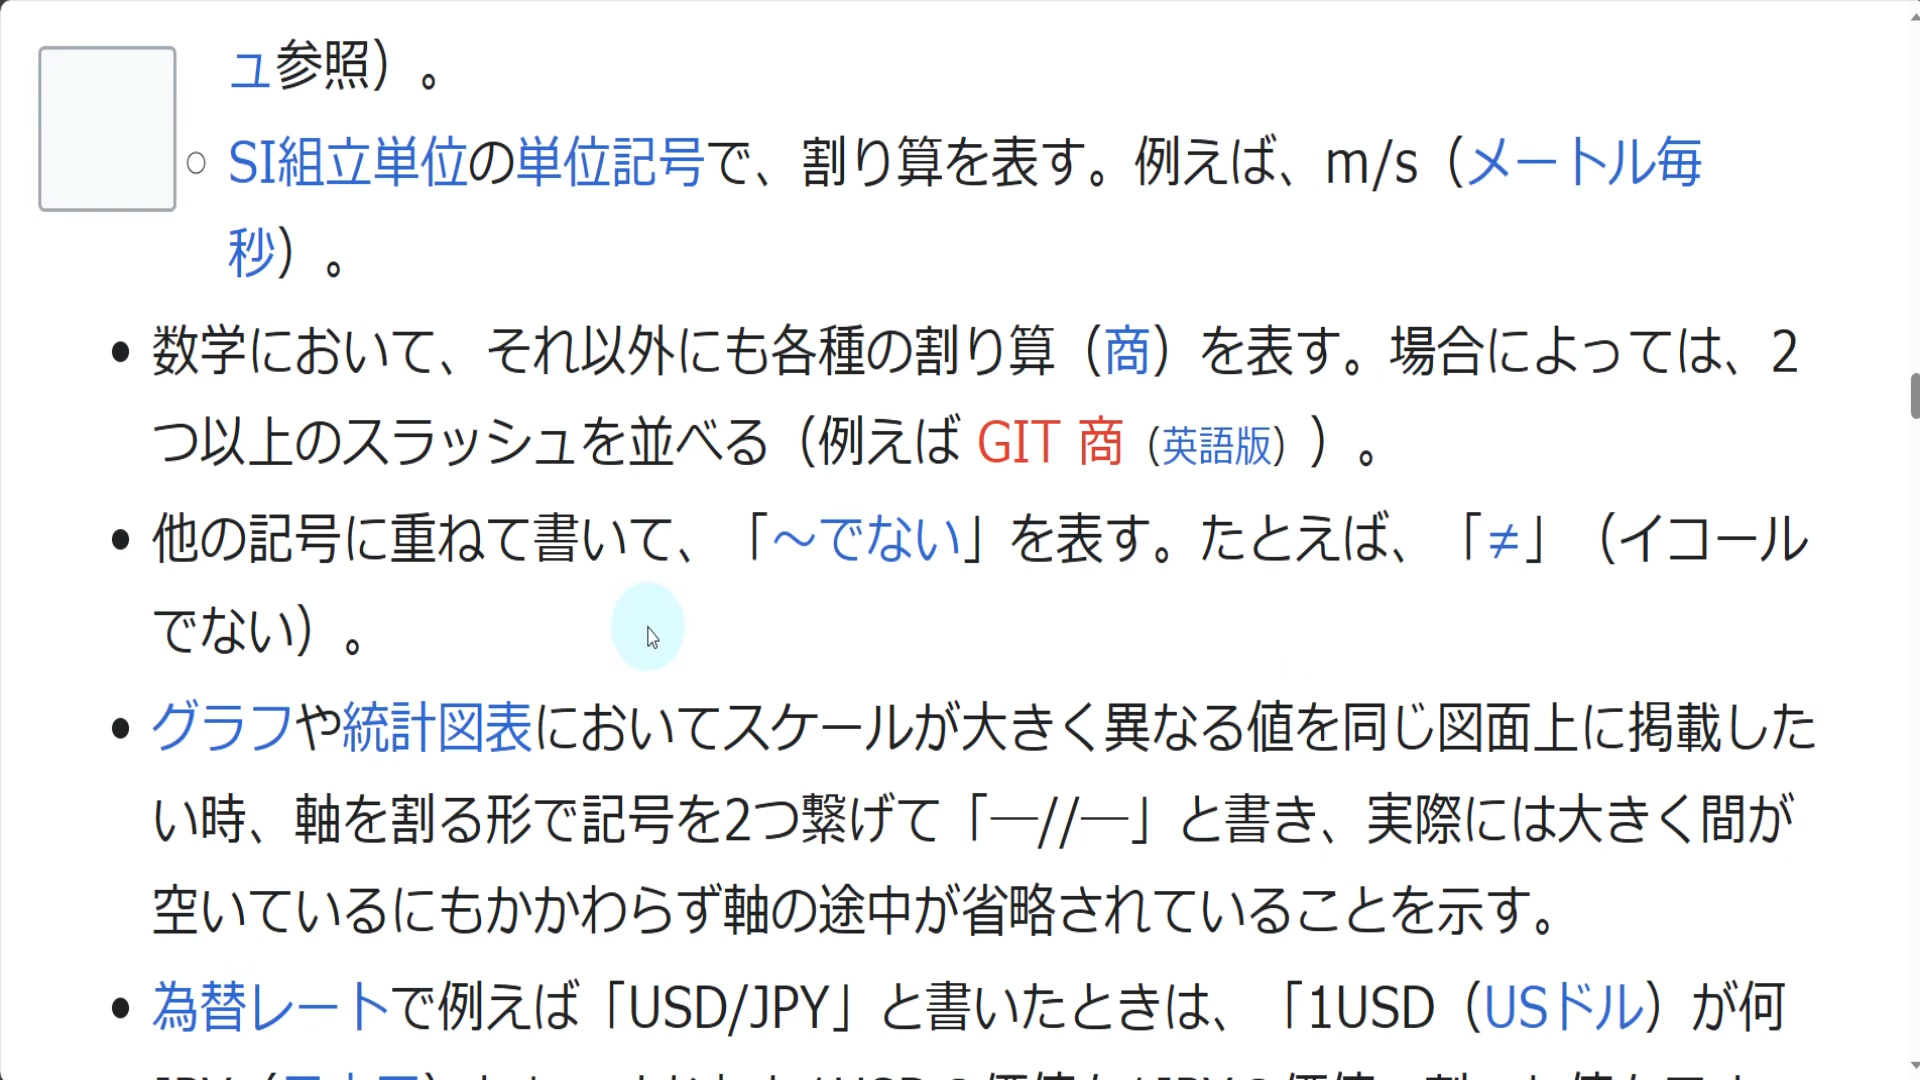 ュ参照）。
SI組立単位の単位記号で、割り算を表す。例えば、m/s（メートル毎
秒）。
数学において、それ以外にも各種の割り算（商）を表す。場合によっては、2
つ以上のスラッシュを並べる（例えば GIT 商（英語版））。
他の記号に重ねて書いて、「～でない」を表す。たとえば、「≠」（イコール
でない）。
グラフや統計図表においてスケールが大きく異なる値を同じ図面上に掲載した
い時、軸を割る形で記号を2つ繋げて「─//─」と書き、実際には大きく間が
空いているにもかかわらず軸の途中が省略されていることを示す。
為替レートで例えば「USD/JPY」と書いたときは、「1USD（USドル）が何